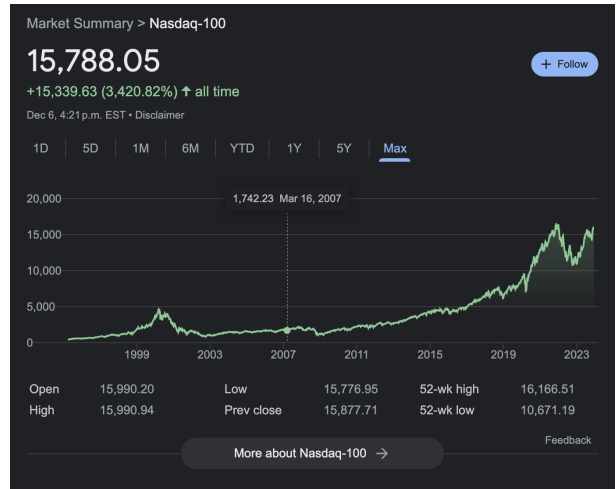 Market Summary > Nasdaq-100
15,788.05
+ Follow
+15,339.63 (3,420.82%) ↑ all time
Dec 6, 4:21 p.m. EST • Disclaimer
1D 5D 1M 6M YTD 1Y 5Y Max
20,000
1,742.23 Mar 16, 2007
15,000
10,000
5,000
0
1999 2003 2007 2011 2015 2019 2023
Open 15,990.20 Low 15,776.95 52-wk high 16,166.51
High 15,990.94 Prev close 15,877.71 52-wk low 10,671.19
Feedback
More about Nasdaq-100 →